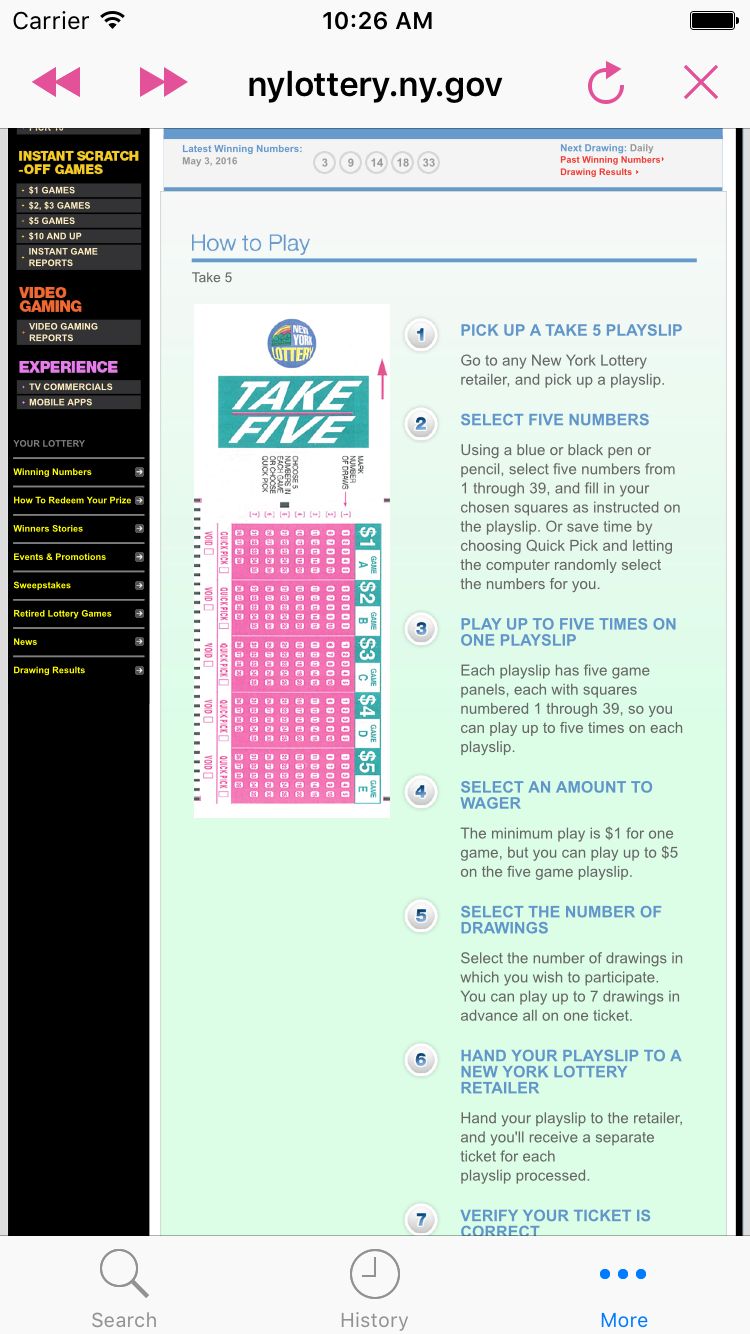 Carrier
10:26 AM
nylottery.ny.gov
INSTANT SCRATCH
-OFF GAMES
$1 GAMES
$2, $3 GAMES
$5 GAMES
$10 AND UP
INSTANT GAME
REPORTS
VIDEO
GAMING
VIDEO GAMING
REPORTS
EXPERIENCE
TV COMMERCIALS
MOBILE APPS
YOUR LOTTERY
Winning Numbers
How To Redeem Your Prize
Winners Stories
Events & Promotions
Sweepstakes
Retired Lottery Games
News
Drawing Results
Latest Winning Numbers:
May 3, 2016
3 9 14 18 33
Next Drawing: Daily
Past Winning Numbers
Drawing Results
How to Play
Take 5
NEW
YORK
LOTTERY
TAKE
FIVE
MARK
NUMBER
OF DRAWS
CHOOSE 5
NUMBERS IN
EACH GAME
OR CHOOSE
QUICK PICK
$1 GAME A
QUICK PICK
VOID
$2 GAME B
QUICK PICK
VOID
$3 GAME C
QUICK PICK
VOID
$4 GAME D
QUICK PICK
VOID
$5 GAME E
QUICK PICK
VOID
1
PICK UP A TAKE 5 PLAYSLIP
Go to any New York Lottery
retailer, and pick up a playslip.
2
SELECT FIVE NUMBERS
Using a blue or black pen or
pencil, select five numbers from
1 through 39, and fill in your
chosen squares as instructed on
the playslip. Or save time by
choosing Quick Pick and letting
the computer randomly select
the numbers for you.
3
PLAY UP TO FIVE TIMES ON
ONE PLAYSLIP
Each playslip has five game
panels, each with squares
numbered 1 through 39, so you
can play up to five times on each
playslip.
4
SELECT AN AMOUNT TO
WAGER
The minimum play is $1 for one
game, but you can play up to $5
on the five game playslip.
5
SELECT THE NUMBER OF
DRAWINGS
Select the number of drawings in
which you wish to participate.
You can play up to 7 drawings in
advance all on one ticket.
6
HAND YOUR PLAYSLIP TO A
NEW YORK LOTTERY
RETAILER
Hand your playslip to the retailer,
and you'll receive a separate
ticket for each
playslip processed.
7
VERIFY YOUR TICKET IS
CORRECT
Search
History
More